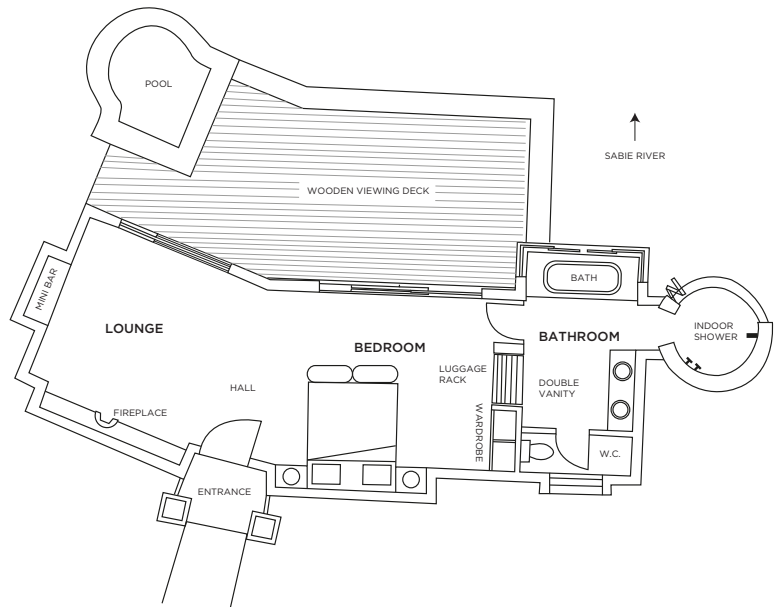 POOL
SABIE RIVER
WOODEN VIEWING DECK
MINI BAR
BATH
LOUNGE
BEDROOM
BATHROOM
INDOOR
SHOWER
HALL
LUGGAGE
RACK
DOUBLE
VANITY
FIREPLACE
WARDROBE
W.C.
ENTRANCE